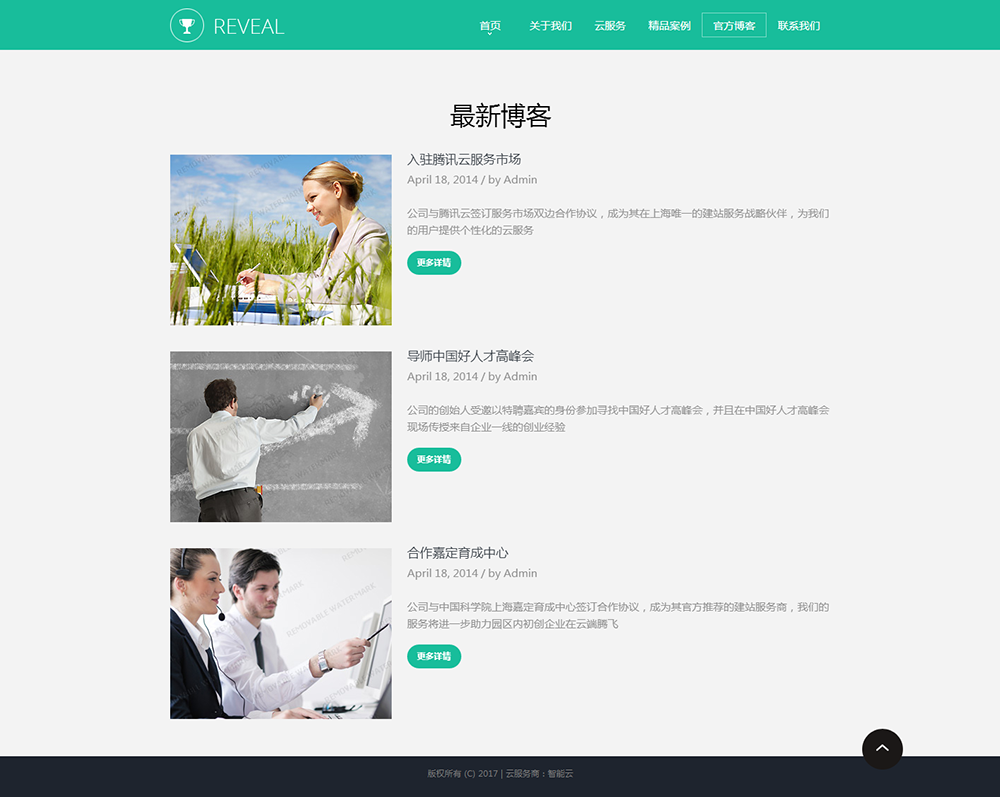 REVEAL
首页 关于我们 云服务 精品案例 官方博客 联系我们
最新博客
入驻腾讯云服务市场
April 18, 2014 / by Admin
公司与腾讯云签订服务市场双边合作协议，成为其在上海唯一的建站服务战略伙伴，为我们
的用户提供个性化的云服务
更多详情
导师中国好人才高峰会
April 18, 2014 / by Admin
公司的创始人受邀以特聘嘉宾的身份参加寻找中国好人才高峰会，并且在中国好人才高峰会
现场传授来自企业一线的创业经验
更多详情
合作嘉定育成中心
April 18, 2014 / by Admin
公司与中国科学院上海嘉定育成中心签订合作协议，成为其官方推荐的建站服务商，我们的
服务将进一步助力园区内初创企业在云端腾飞
REMOVABLE WATERMARK
更多详情
版权所有 (C) 2017 | 云服务商：智能云